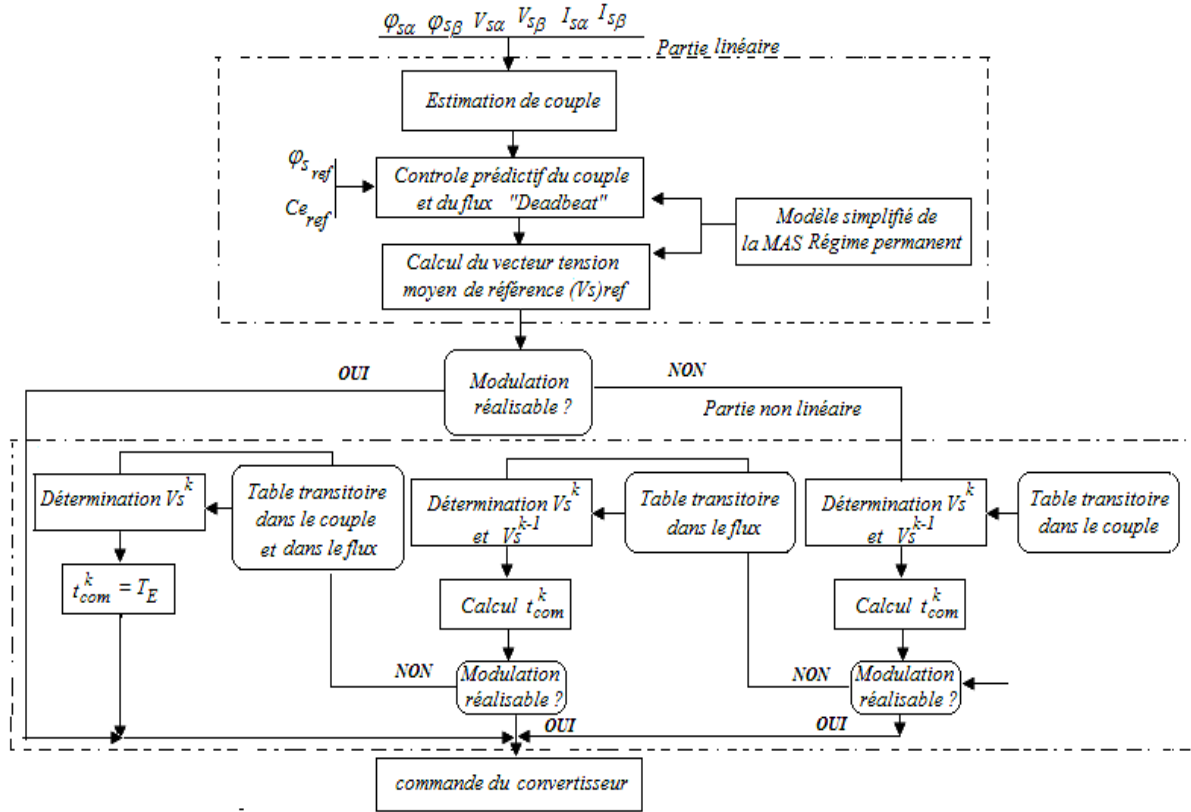 φsα φsβ Vsα Vsβ Isα Isβ
Partie linéaire
Estimation de couple
φs ref
Ce ref
Controle prédictif du couple
et du flux "Deadbeat"
Modèle simplifié de
la MAS Régime permanent
Calcul du vecteur tension
moyen de référence (Vs)ref
OUI
Modulation
réalisable ?
NON
Partie non linéaire
Détermination Vs^k
Table transitoire
dans le couple
et dans le flux
Détermination Vs^k
et Vs^k-1
Table transitoire
dans le flux
Détermination Vs^k
et Vs^k-1
Table transitoire
dans le couple
t^k_com = T_E
Calcul t^k_com
Calcul t^k_com
NON
Modulation
réalisable ?
NON
Modulation
réalisable ?
OUI
OUI
commande du convertisseur